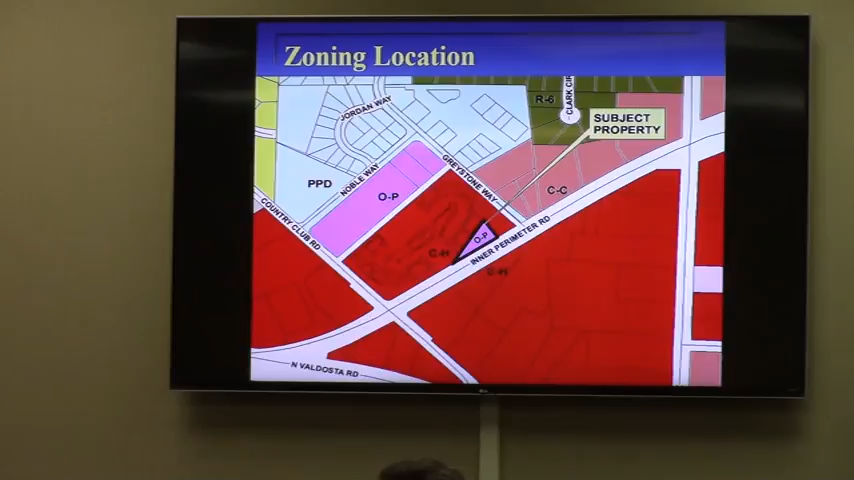 Zoning Location
JORDAN WAY
R-6
CLARK CIR
SUBJECT
PROPERTY
PPD
NOBLE WAY
GREYSTONE WAY
O-P
C-C
COUNTRY CLUB RD
O-P
C-H
INNER PERIMETER RD
C-H
N VALDOSTA RD